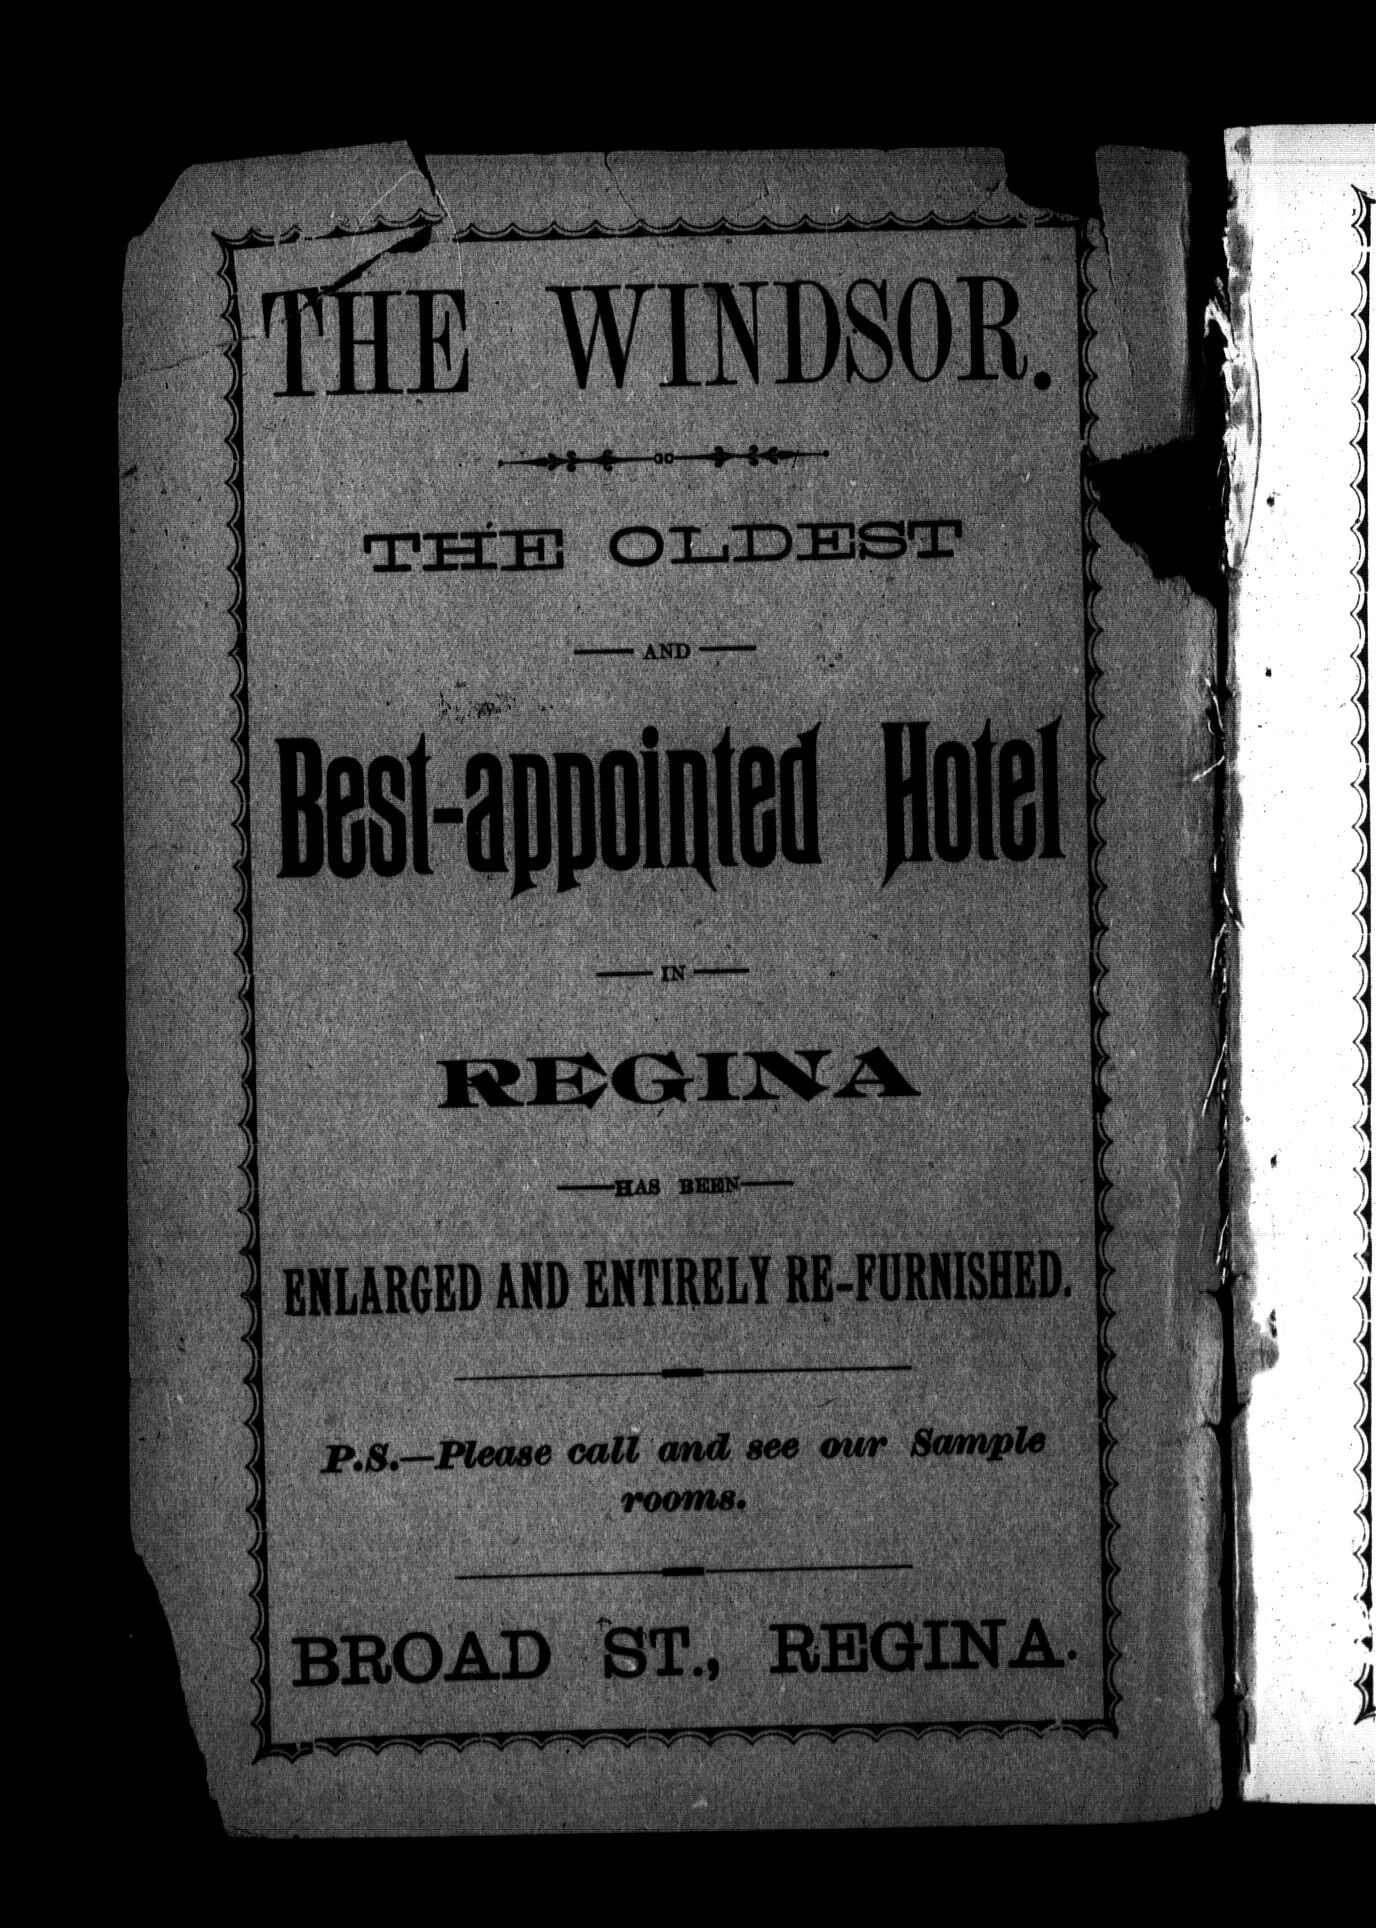 THE WINDSOR.
THE OLDEST
— AND —
Best-appointed Hotel
— IN —
REGINA
—HAS BEEN—
ENLARGED AND ENTIRELY RE-FURNISHED.
P.S.—Please call and see our Sample
rooms.
BROAD ST., REGINA.